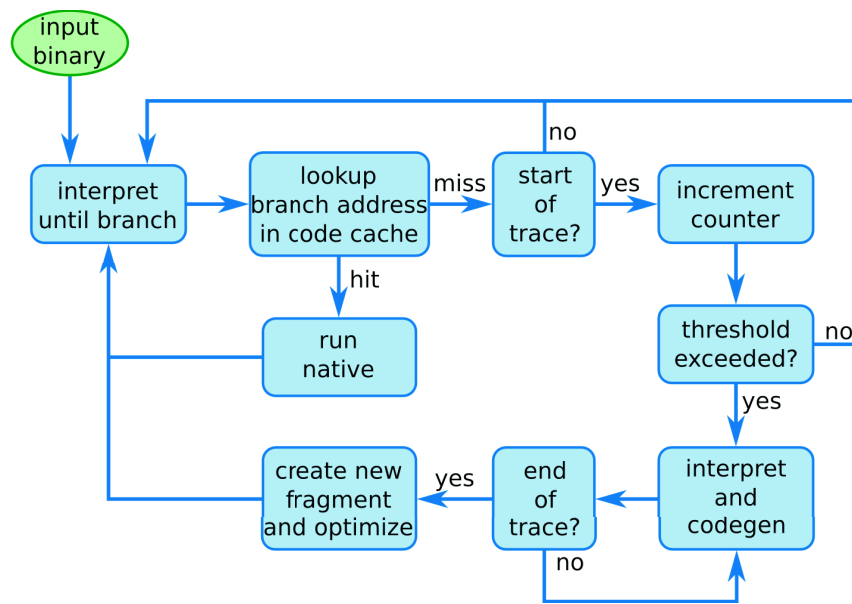 input
binary
interpret
until branch
lookup
branch address
in code cache
miss
start
of
trace?
no
yes
increment
counter
hit
run
native
threshold
exceeded?
no
yes
interpret
and
codegen
end
of
trace?
no
yes
create new
fragment
and optimize